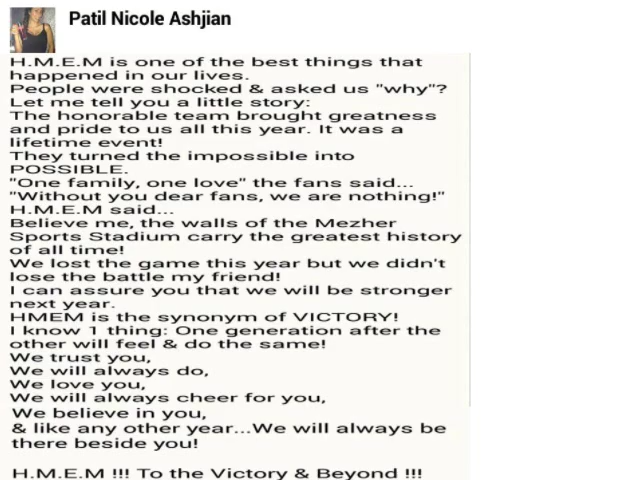 Patil Nicole Ashjian
H.M.E.M is one of the best things that
happened in our lives.
People were shocked & asked us "why"?
Let me tell you a little story:
The honorable team brought greatness
and pride to us all this year. It was a
lifetime event!
They turned the impossible into
POSSIBLE.
"One family, one love" the fans said...
"Without you dear fans, we are nothing!"
H.M.E.M said...
Believe me, the walls of the Mezher
Sports Stadium carry the greatest history
of all time!
We lost the game this year but we didn't
lose the battle my friend!
I can assure you that we will be stronger
next year.
HMEM is the synonym of VICTORY!
I know 1 thing: One generation after the
other will feel & do the same!
We trust you,
We will always do,
We love you,
We will always cheer for you,
We believe in you,
& like any other year...We will always be
there beside you!
H.M.E.M !!! To the Victory & Beyond !!!